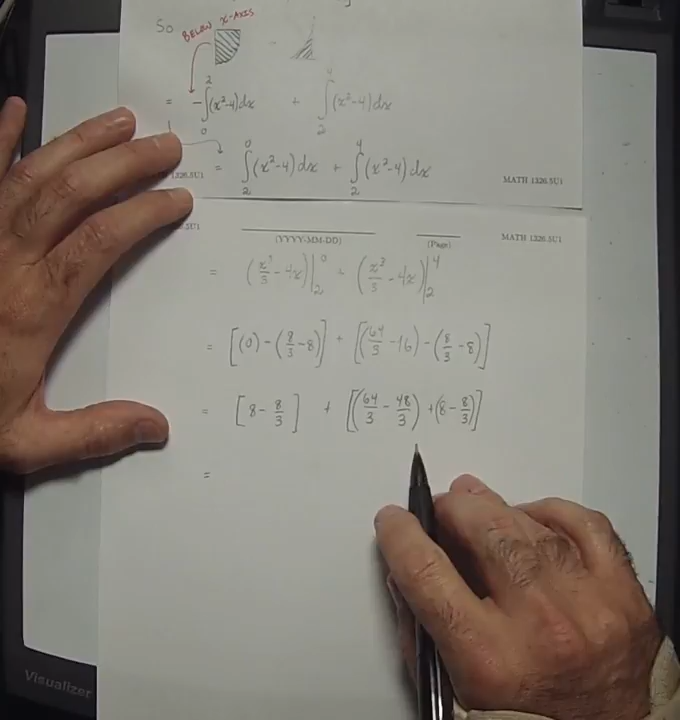 So BELOW x-AXIS
= -∫₀²(x²-4)dx + ∫₂⁴(x²-4)dx
= ∫₂⁰(x²-4)dx + ∫₂⁴(x²-4)dx
MATH 1326.5U1
(YYYY-MM-DD) (Page) MATH 1326.5U1
= (x³/3 - 4x)|₂⁰ + (x³/3 - 4x)|₂⁴
= [(0) - (8/3 - 8)] + [(64/3 - 16) - (8/3 - 8)]
= [8 - 8/3] + [(64/3 - 48/3) + (8 - 8/3)]
=
Visualizer